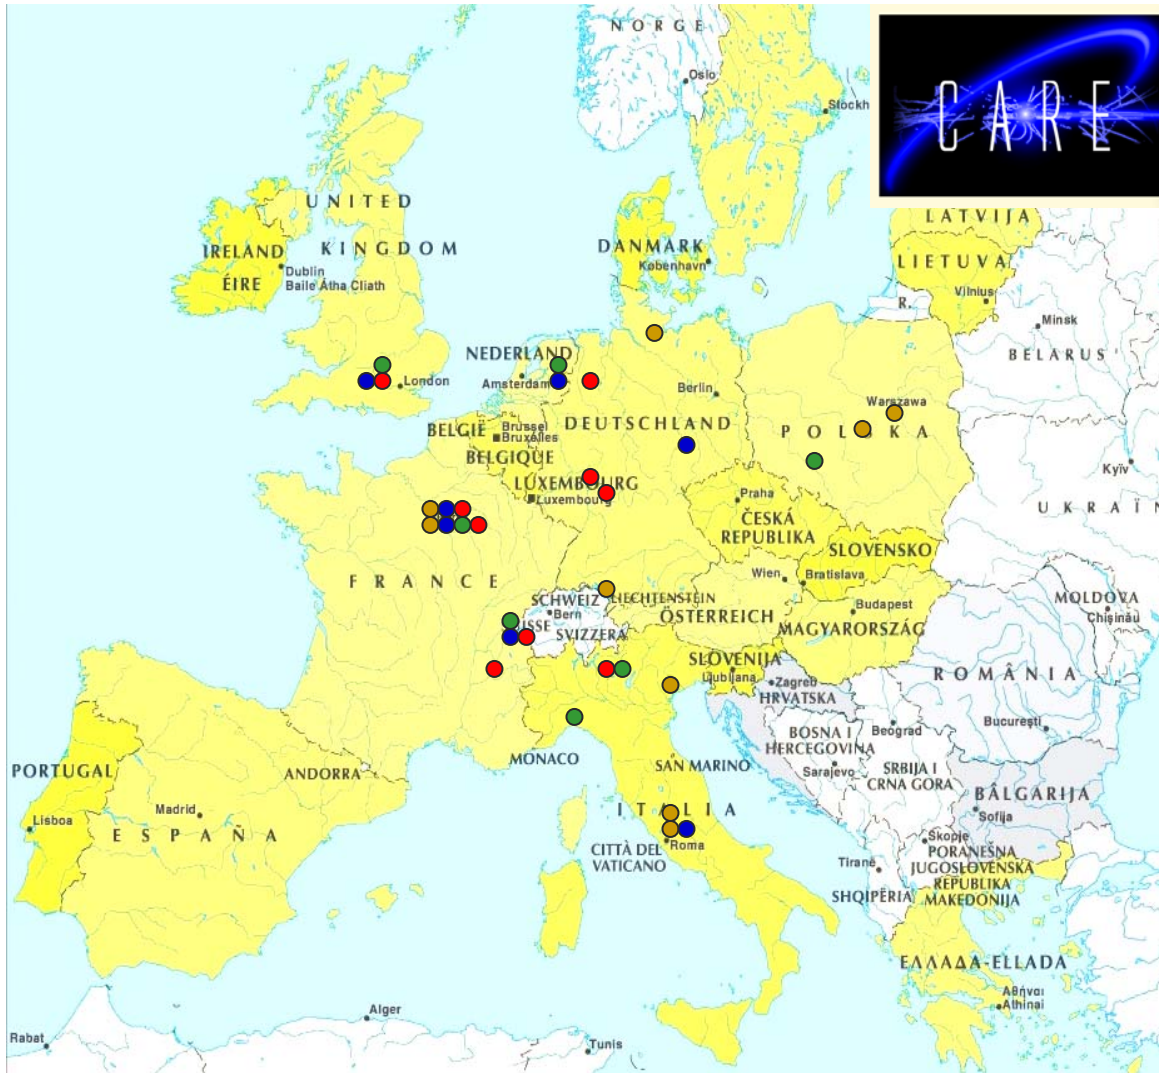 NORGE
Oslo
Stockh
CARE
LATVIJA
UNITED
KINGDOM
IRELAND
ÉIRE
Dublin
Baile Átha Cliath
DANMARK
København
LIETUVA
Vilnius
R.
Minsk
BELARUS'
NEDERLAND
Amsterdam
London
Berlin
Warszawa
POLSKA
DEUTSCHLAND
BELGIË
Brussel
Bruxelles
BELGIQUE
LUXEMBOURG
Luxembourg
Kyïv
UKRAÏN
Praha
ČESKÁ
REPUBLIKA
SLOVENSKO
Wien
Bratislava
FRANCE
SCHWEIZ
Bern
ISSE
SVIZZERA
LIECHTENSTEIN
ÖSTERREICH
Budapest
MAGYARORSZÁG
MOLDOVA
Chişinău
SLOVENIJA
Ljubljana
Zagreb
HRVATSKA
ROMÂNIA
Bucureşti
BOSNA I
HERCEGOVINA
Sarajevo
Beograd
SRBIJA I
CRNA GORA
BÂLGARIJA
Sofija
MONACO
SAN MARINO
ANDORRA
PORTUGAL
Lisboa
Madrid
ESPAÑA
ITALIA
Roma
CITTÀ DEL
VATICANO
Skopje
PORANEŠNA
JUGOSLOVENSKA
REPUBLIKA
MAKEDONIJA
Tiranë
SHQIPËRIA
ΕΛΛΑΔΑ-ELLADA
Αθήναι
Athinai
Rabat
Alger
Tunis